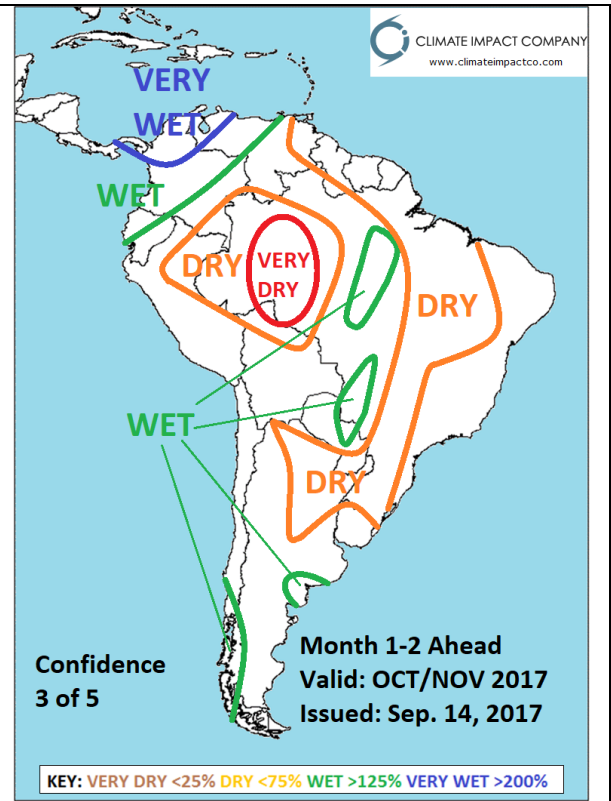 CLIMATE IMPACT COMPANY
www.climateimpactco.com
VERY
WET
WET
DRY
VERY
DRY
DRY
WET
DRY
Confidence
3 of 5
Month 1-2 Ahead
Valid: OCT/NOV 2017
Issued: Sep. 14, 2017
KEY: VERY DRY <25% DRY <75% WET >125% VERY WET >200%